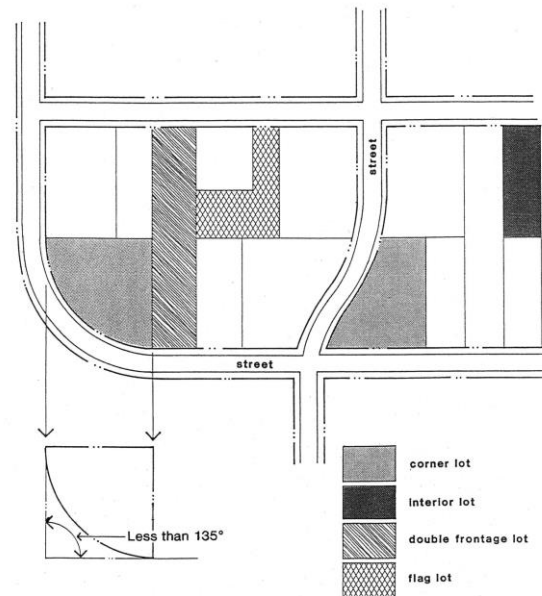 street
street
Less than 135°
corner lot
interior lot
double frontage lot
flag lot